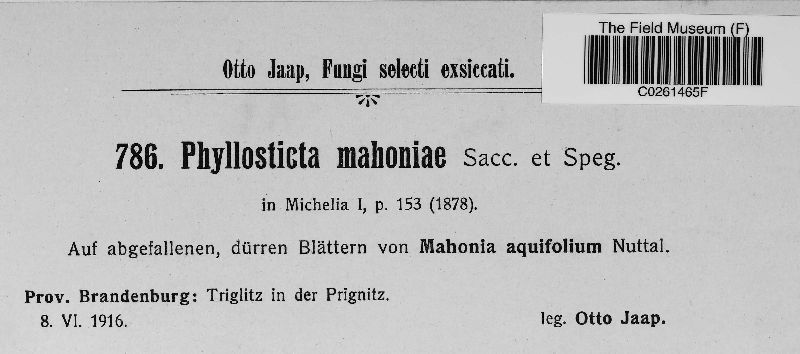 The Field Museum (F)
C0261465F
Otto Jaap, Fungi selecti exsiccati.
786. Phyllosticta mahoniae Sacc. et Speg.
in Michelia I, p. 153 (1878).
Auf abgefallenen, dürren Blättern von Mahonia aquifolium Nuttal.
Prov. Brandenburg: Triglitz in der Prignitz.
8. VI. 1916. leg. Otto Jaap.